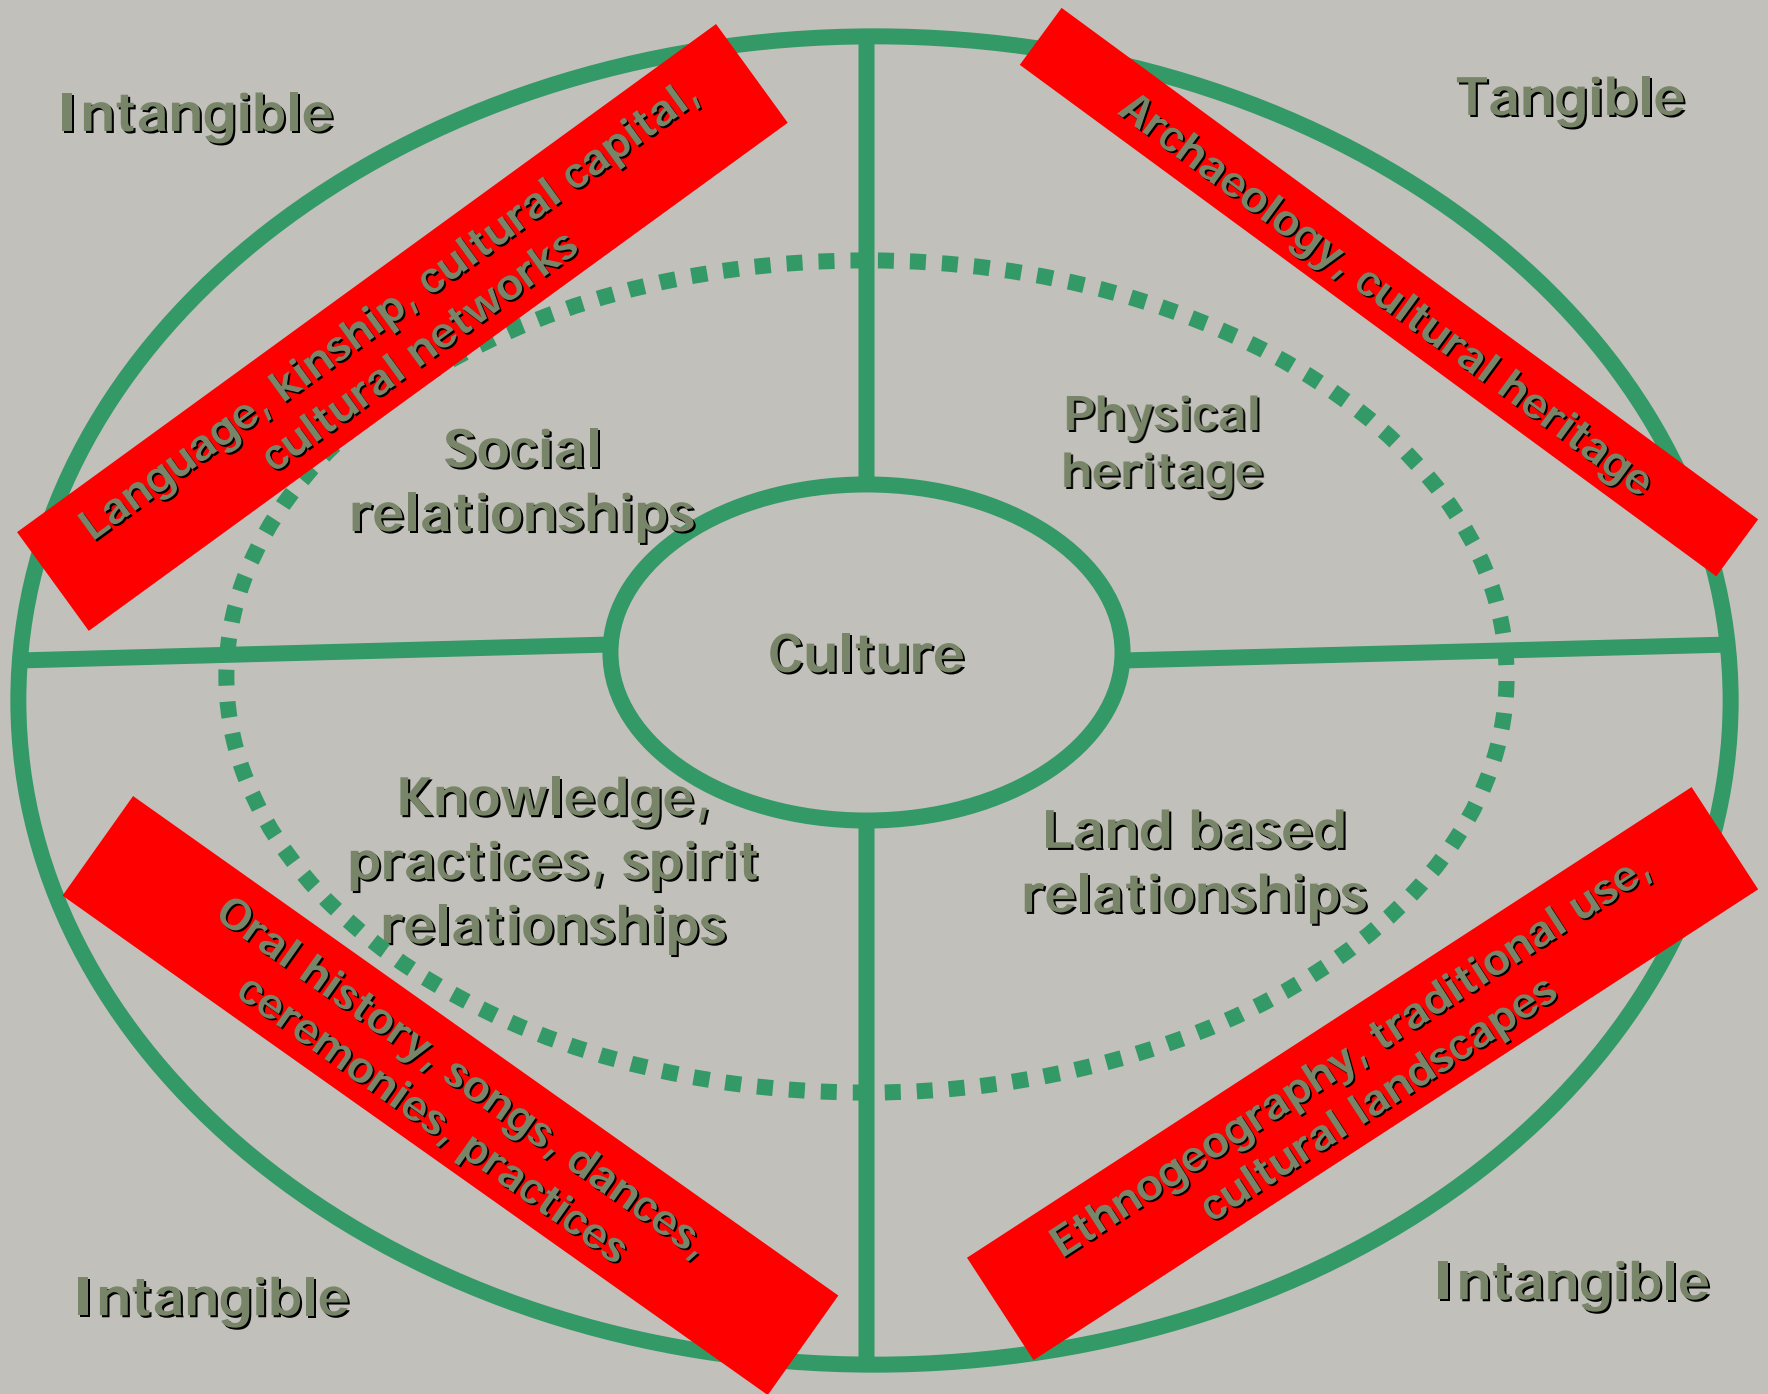 Intangible
Tangible
Language, kinship, cultural capital,
cultural networks
Archaeology, cultural heritage
Social
relationships
Physical
heritage
Culture
Knowledge,
practices, spirit
relationships
Land based
relationships
Oral history, songs, dances,
ceremonies, practices
Ethnogeography, traditional use,
cultural landscapes
Intangible
Intangible